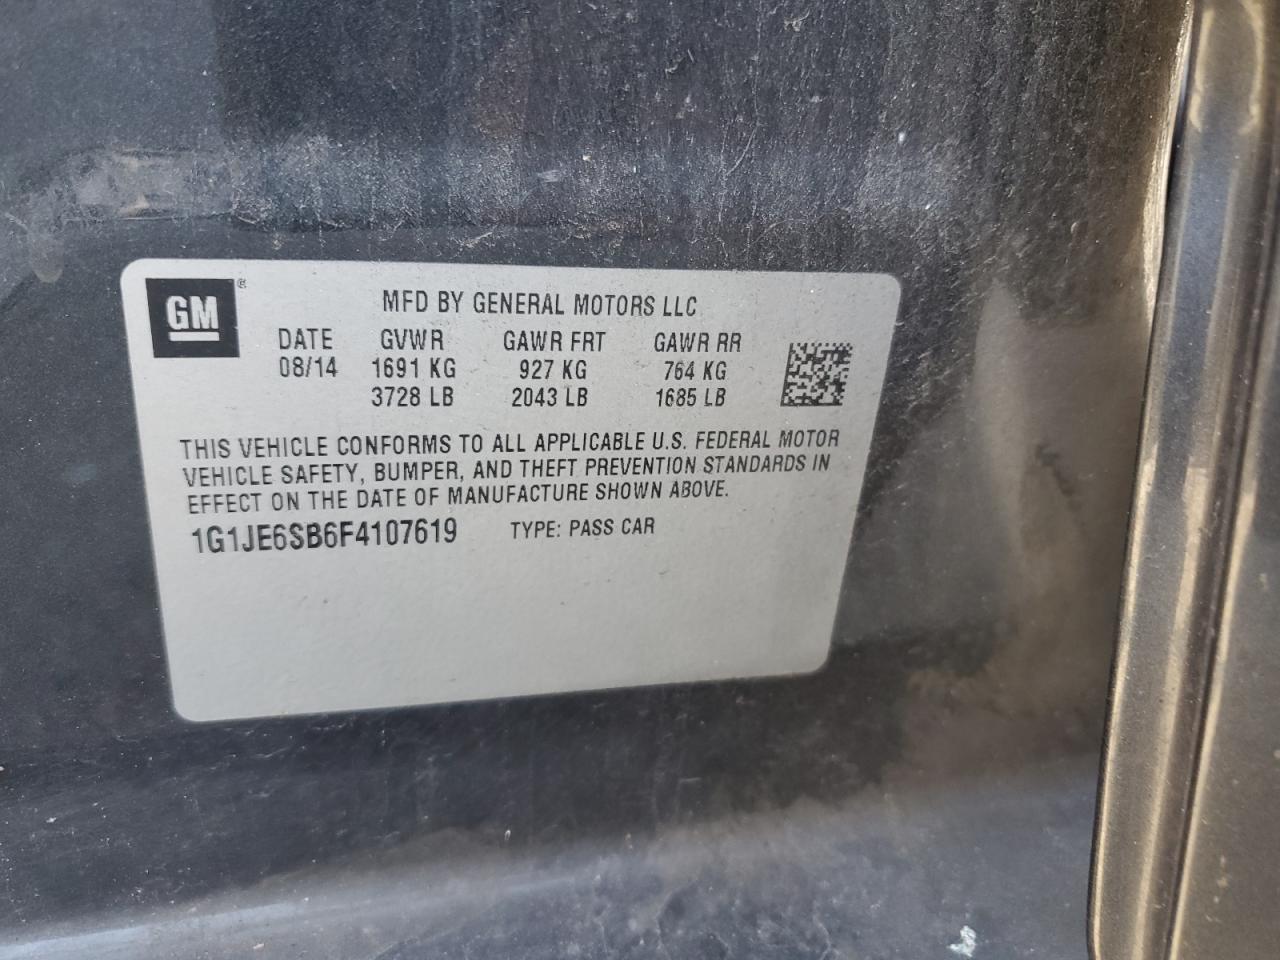 GM
MFD BY GENERAL MOTORS LLC
DATE GVWR GAWR FRT GAWR RR
08/14 1691 KG 927 KG 764 KG
3728 LB 2043 LB 1685 LB
THIS VEHICLE CONFORMS TO ALL APPLICABLE U.S. FEDERAL MOTOR
VEHICLE SAFETY, BUMPER, AND THEFT PREVENTION STANDARDS IN
EFFECT ON THE DATE OF MANUFACTURE SHOWN ABOVE.
1G1JE6SB6F4107619 TYPE: PASS CAR